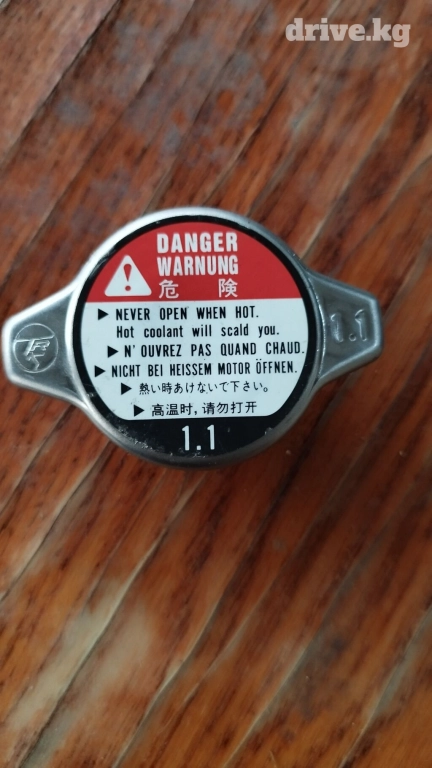 drive.kg
DANGER
WARNUNG
危 険
▶ NEVER OPEN WHEN HOT.
Hot coolant will scald you.
▶ N'OUVREZ PAS QUAND CHAUD.
▶ NICHT BEI HEISSEM MOTOR ÖFFNEN.
▶ 熱い時あけないで下さい。
▶ 高温时,请勿打开
1.1
1.1